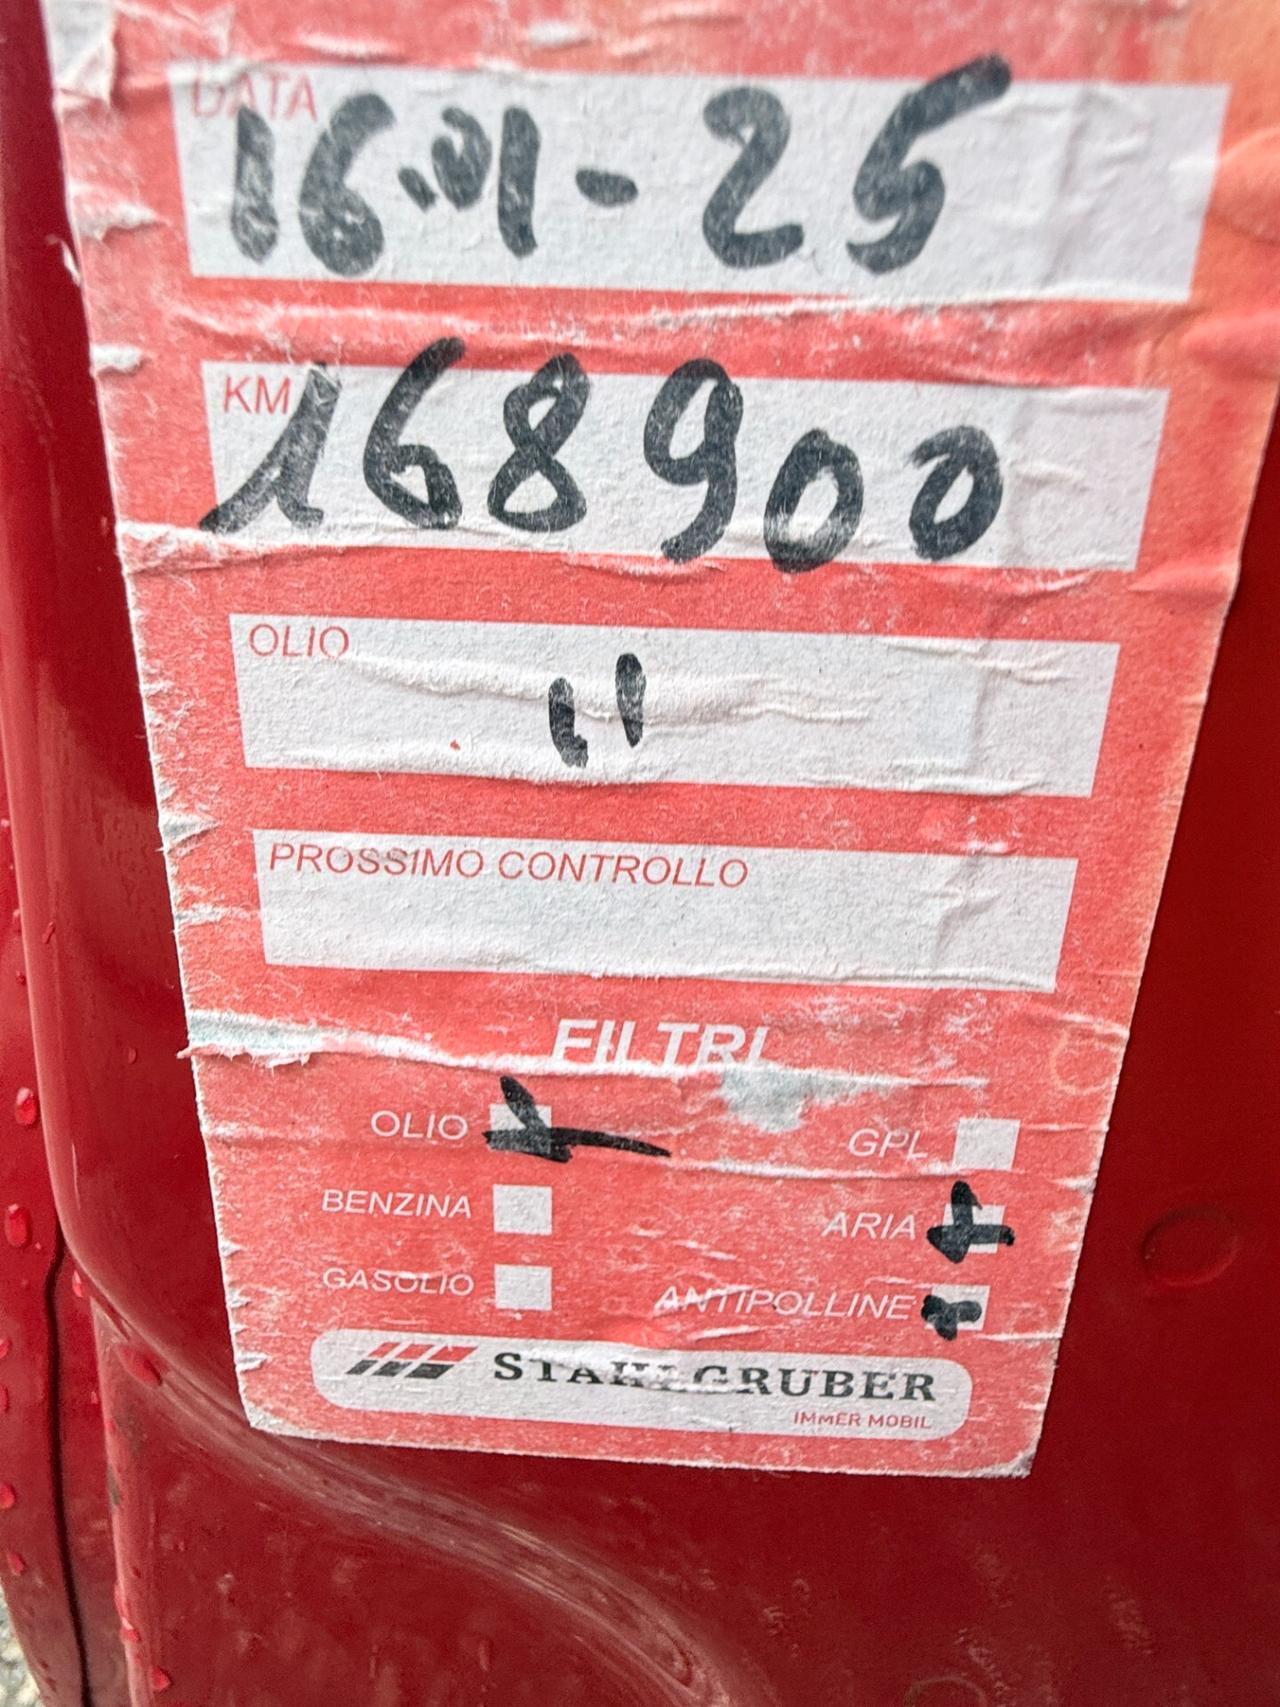 DATA
16.01-25
KM
168900
OLIO
11
PROSSIMO CONTROLLO
FILTRI
OLIO
GPL
BENZINA
ARIA
GASOLIO
ANTIPOLLINE
STAHLGRUBER
IMMER MOBIL